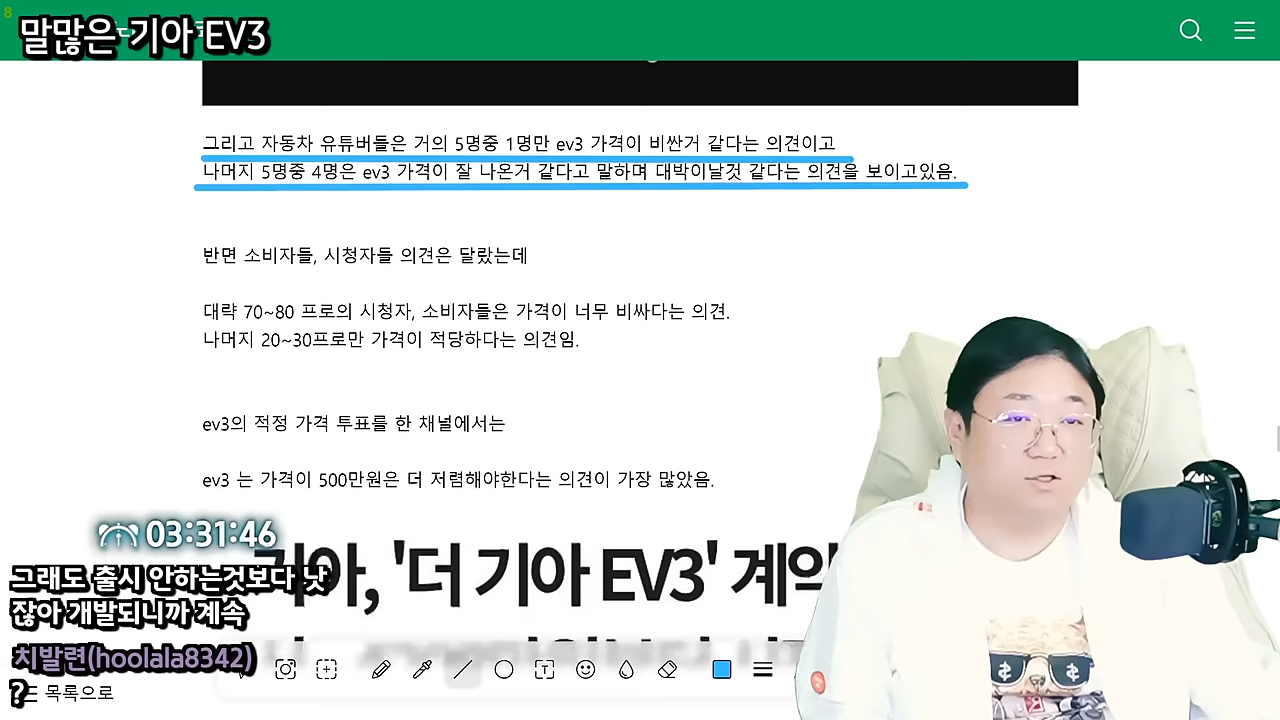 8
말많은 기아 EV3
그리고 자동차 유튜버들은 거의 5명중 1명만 ev3 가격이 비싼거 같다는 의견이고
나머지 5명중 4명은 ev3 가격이 잘 나온거 같다고 말하며 대박이날것 같다는 의견을 보이고있음.
반면 소비자들, 시청자들 의견은 달랐는데
대략 70~80 프로의 시청자, 소비자들은 가격이 너무 비싸다는 의견.
나머지 20~30프로만 가격이 적당하다는 의견임.
ev3의 적정 가격 투표를 한 채널에서는
ev3 는 가격이 500만원은 더 저렴해야한다는 의견이 가장 많았음.
03:31:46
기아, '더 기아 EV3' 계약
그래도 출시 안하는것보다 낫
잖아 개발되니까 계속
치발련(hoolala8342)
?
목록으로